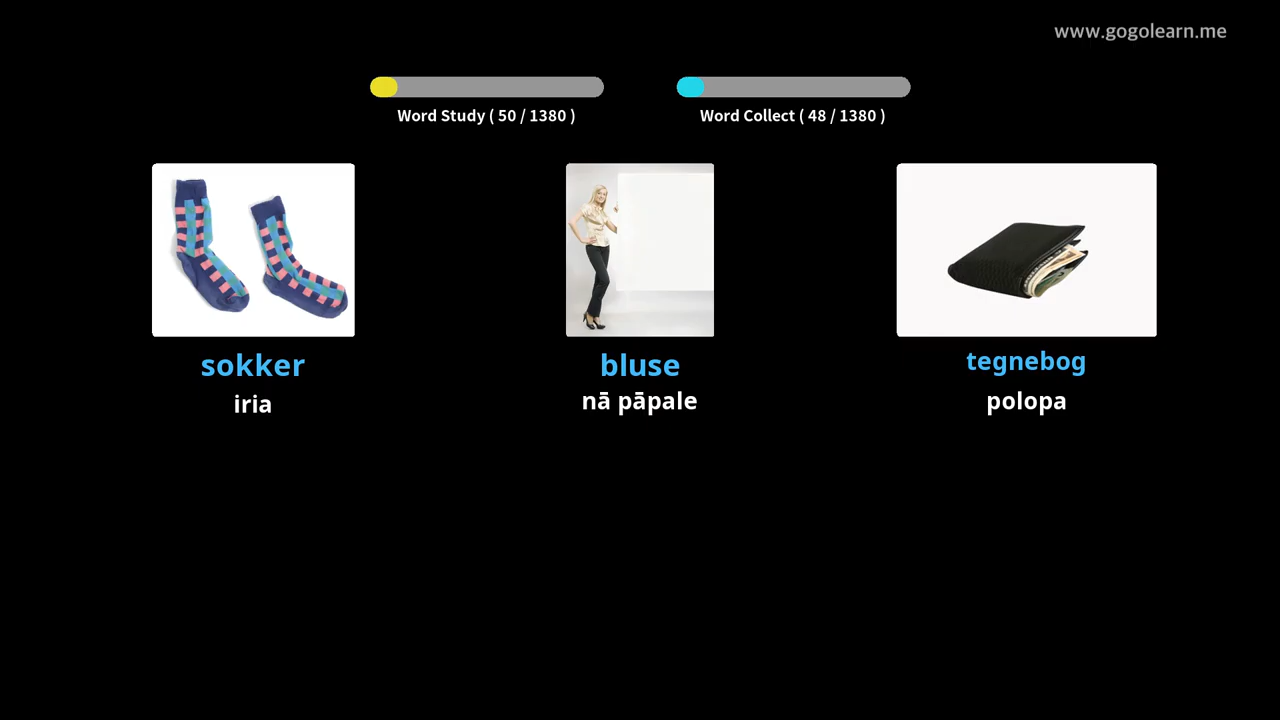 www.gogolearn.me
Word Study ( 50 / 1380 )
Word Collect ( 48 / 1380 )
sokker
iria
bluse
nā pāpale
tegnebog
polopa